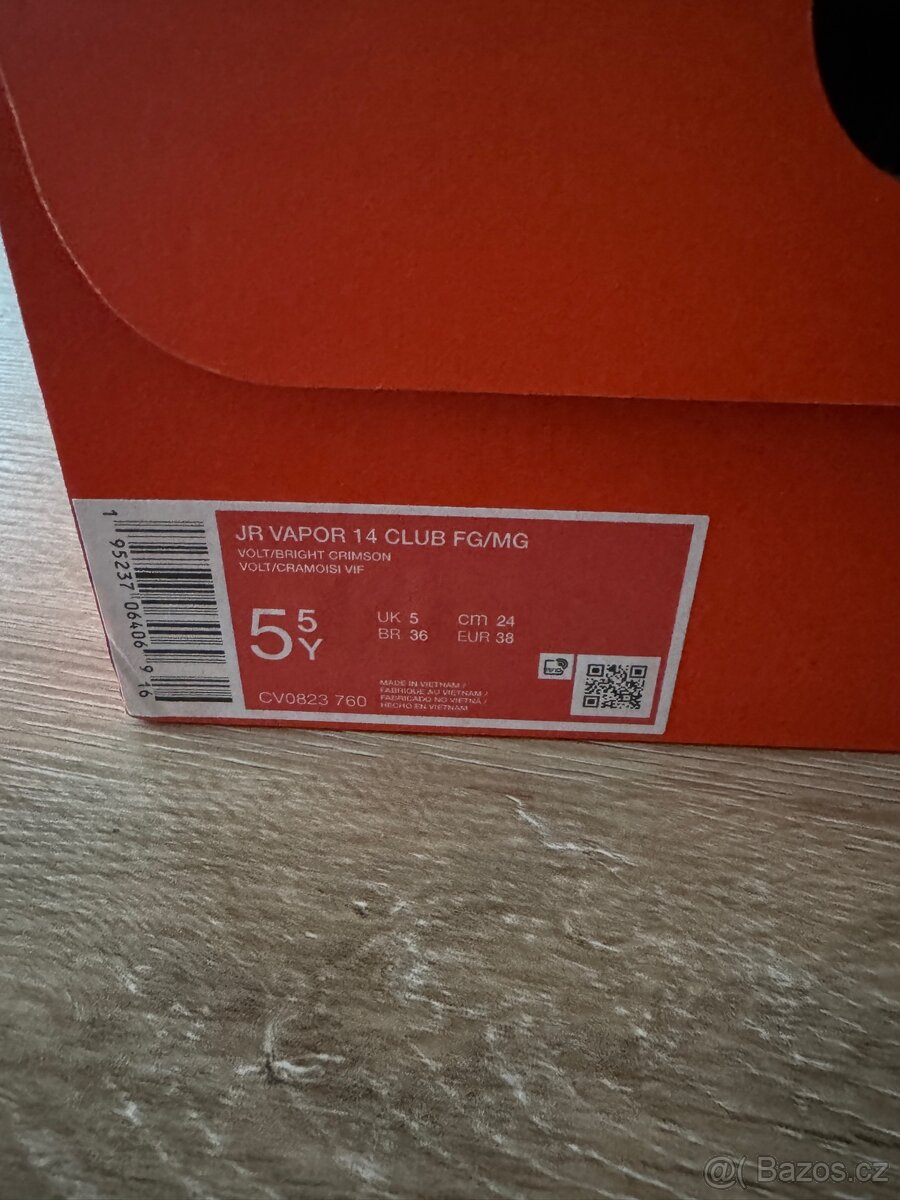 JR VAPOR 14 CLUB FG/MG
VOLT/BRIGHT CRIMSON
VOLT/CRAMOISI VIF
5 5 Y
UK 5 cm 24
BR 36 EUR 38
CV0823 760
MADE IN VIETNAM /
FABRIQUE AU VIETNAM /
FABRICADO NO VIETNÃ /
HECHO EN VIETNAM
1 95237 06406 9 16
@( Bazoš.cz